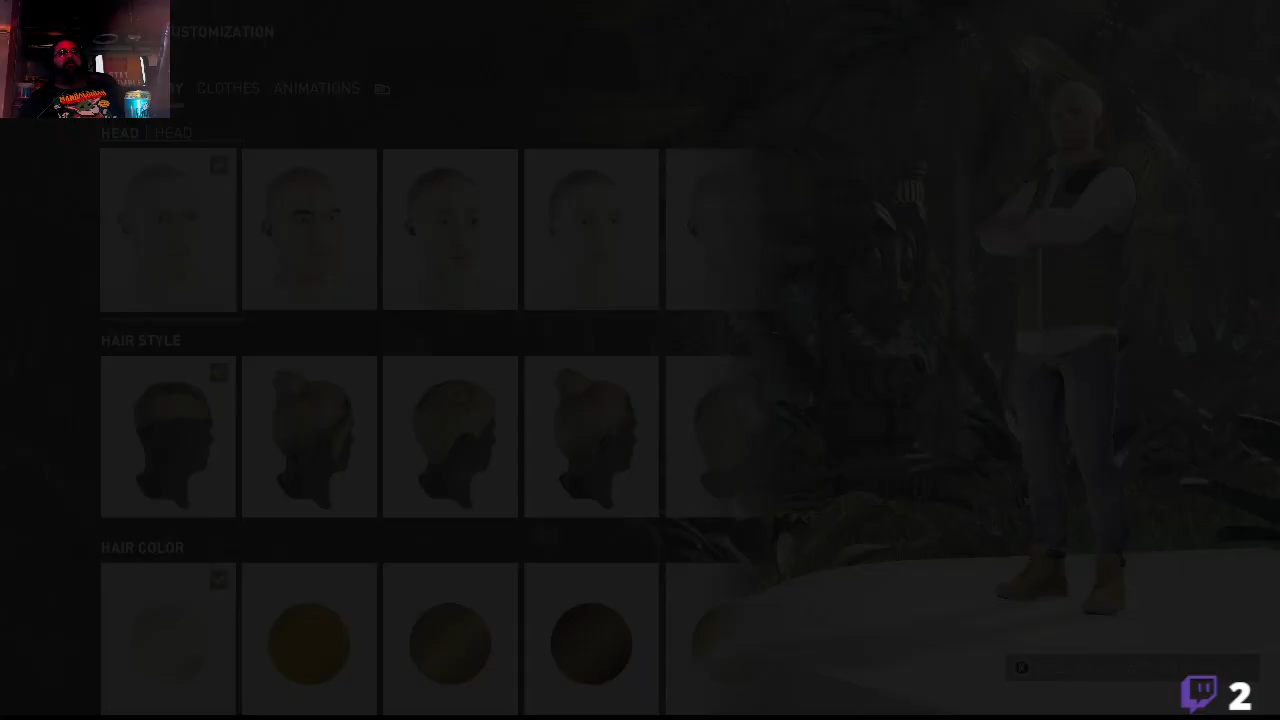 USTOMIZATION
Y CLOTHES ANIMATIONS
HEAD | HEAD
HAIR STYLE
HAIR COLOR
X
2